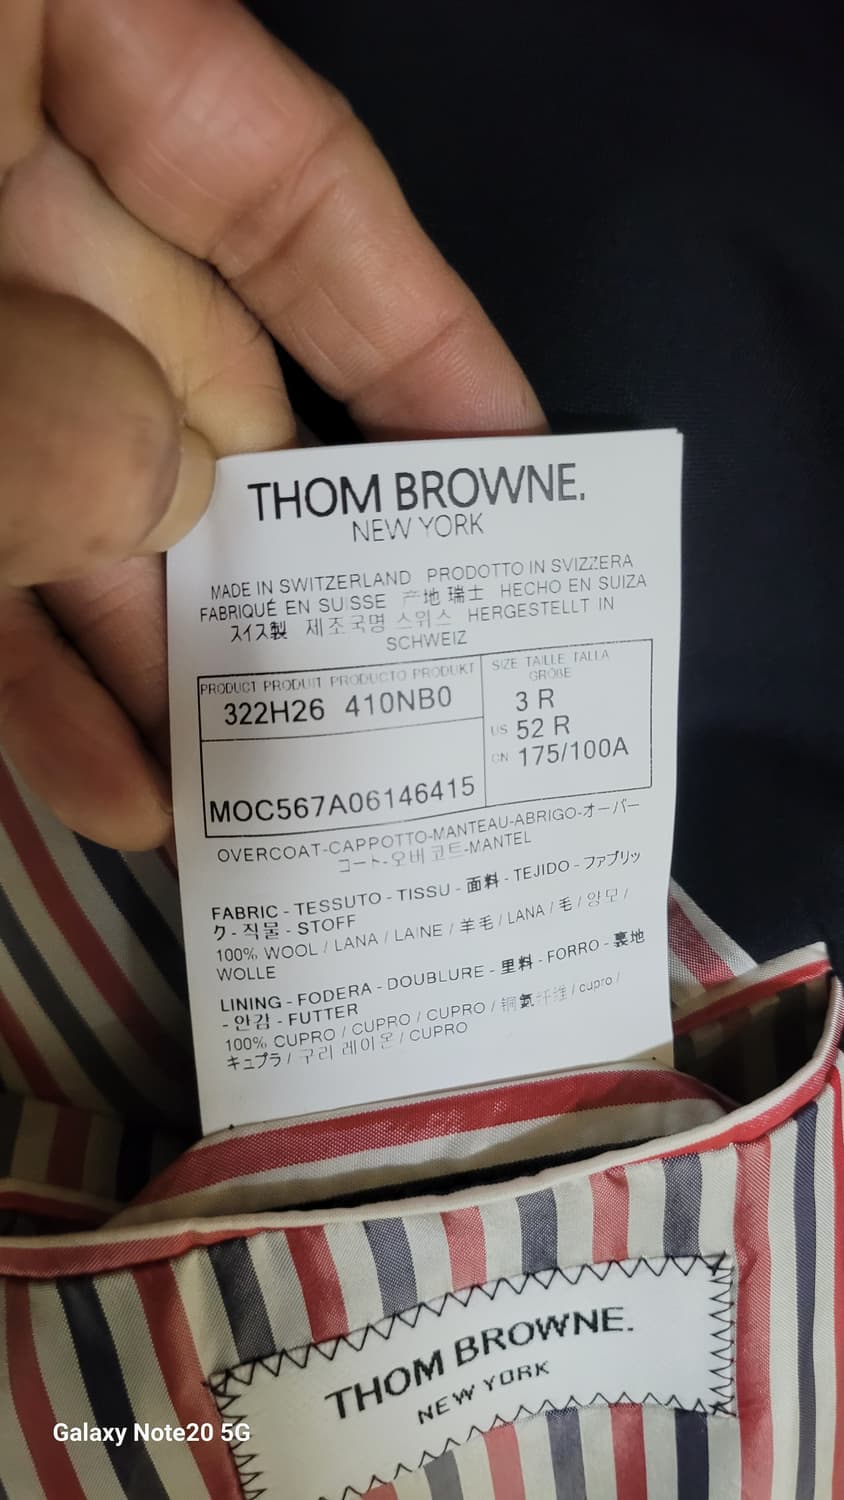 THOM BROWNE.
NEW YORK
MADE IN SWITZERLAND PRODOTTO IN SVIZZERA
FABRIQUÉ EN SUISSE 产地 瑞士 HECHO EN SUIZA
スイス製 제조국명 스위스 HERGESTELLT IN
SCHWEIZ
PRODUCT PRODUIT PRODUCTO PRODUKT
322H26 410NB0
MOC567A06146415
SIZE TAILLE TALLA
GRÖßE
3 R
US 52 R
CN 175/100A
OVERCOAT-CAPPOTTO-MANTEAU-ABRIGO-オーバー
コート-오버코트-MANTEL
FABRIC - TESSUTO - TISSU - 面料 - TEJIDO - ファブリッ
ク - 직물 - STOFF
100% WOOL / LANA / LAINE / 羊毛 / LANA / 毛 / 양모 /
WOLLE
LINING - FODERA - DOUBLURE - 里料 - FORRO - 裏地
- 안감 - FUTTER
100% CUPRO / CUPRO / CUPRO / 铜氨纤维 / cupro /
キュプラ / 구리 레이온 / CUPRO
THOM BROWNE.
NEW YORK
Galaxy Note20 5G